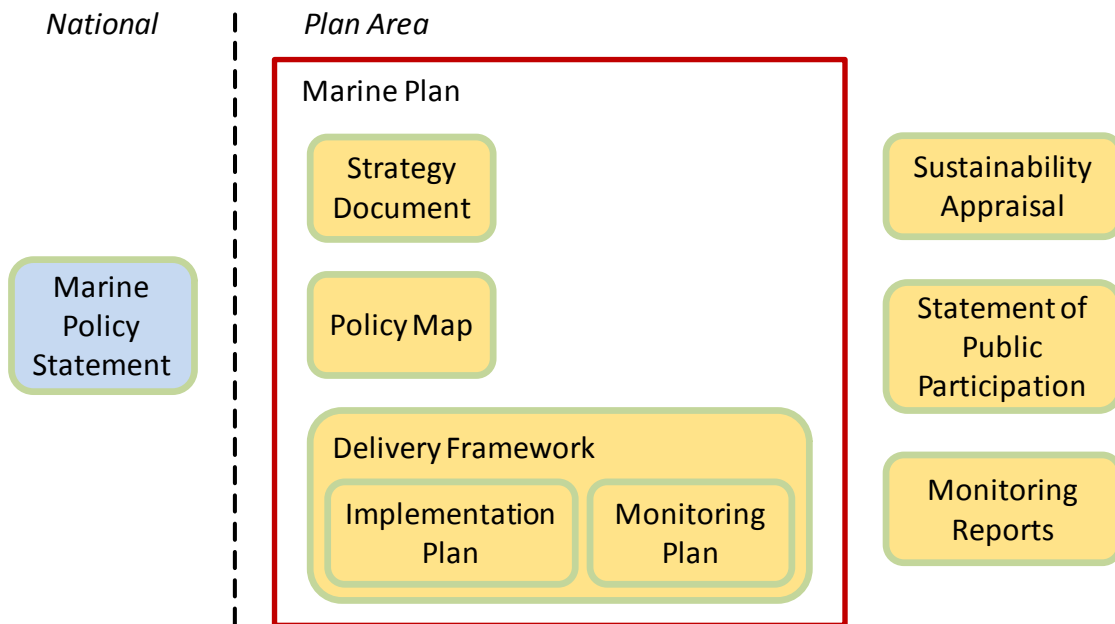 National
Plan Area
Marine Plan
Strategy
Document
Policy Map
Delivery Framework
Implementation
Plan
Monitoring
Plan
Marine
Policy
Statement
Sustainability
Appraisal
Statement of
Public
Participation
Monitoring
Reports